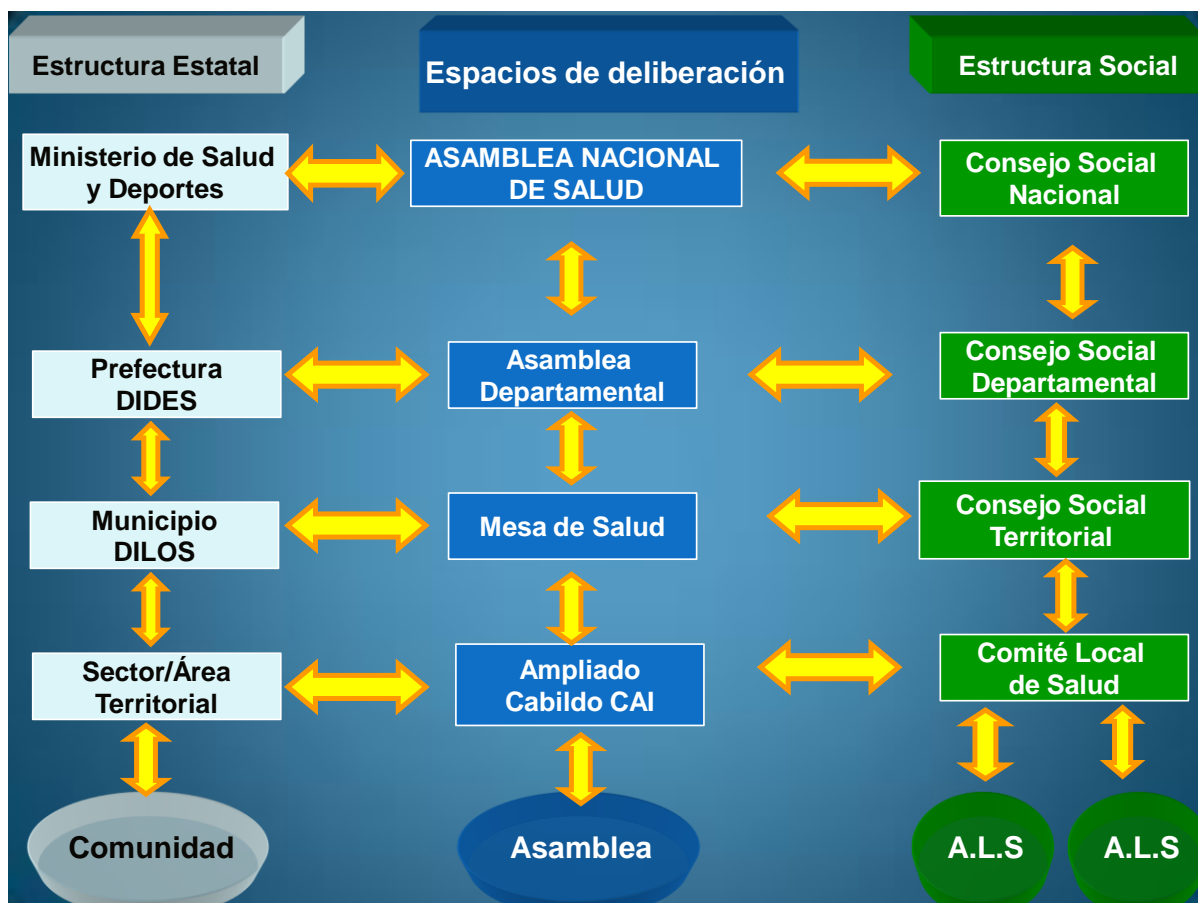 Estructura Estatal
Espacios de deliberación
Estructura Social
Ministerio de Salud
y Deportes
ASAMBLEA NACIONAL
DE SALUD
Consejo Social
Nacional
Prefectura
DIDES
Asamblea
Departamental
Consejo Social
Departamental
Municipio
DILOS
Mesa de Salud
Consejo Social
Territorial
Sector/Área
Territorial
Ampliado
Cabildo CAI
Comité Local
de Salud
Comunidad
Asamblea
A.L.S
A.L.S